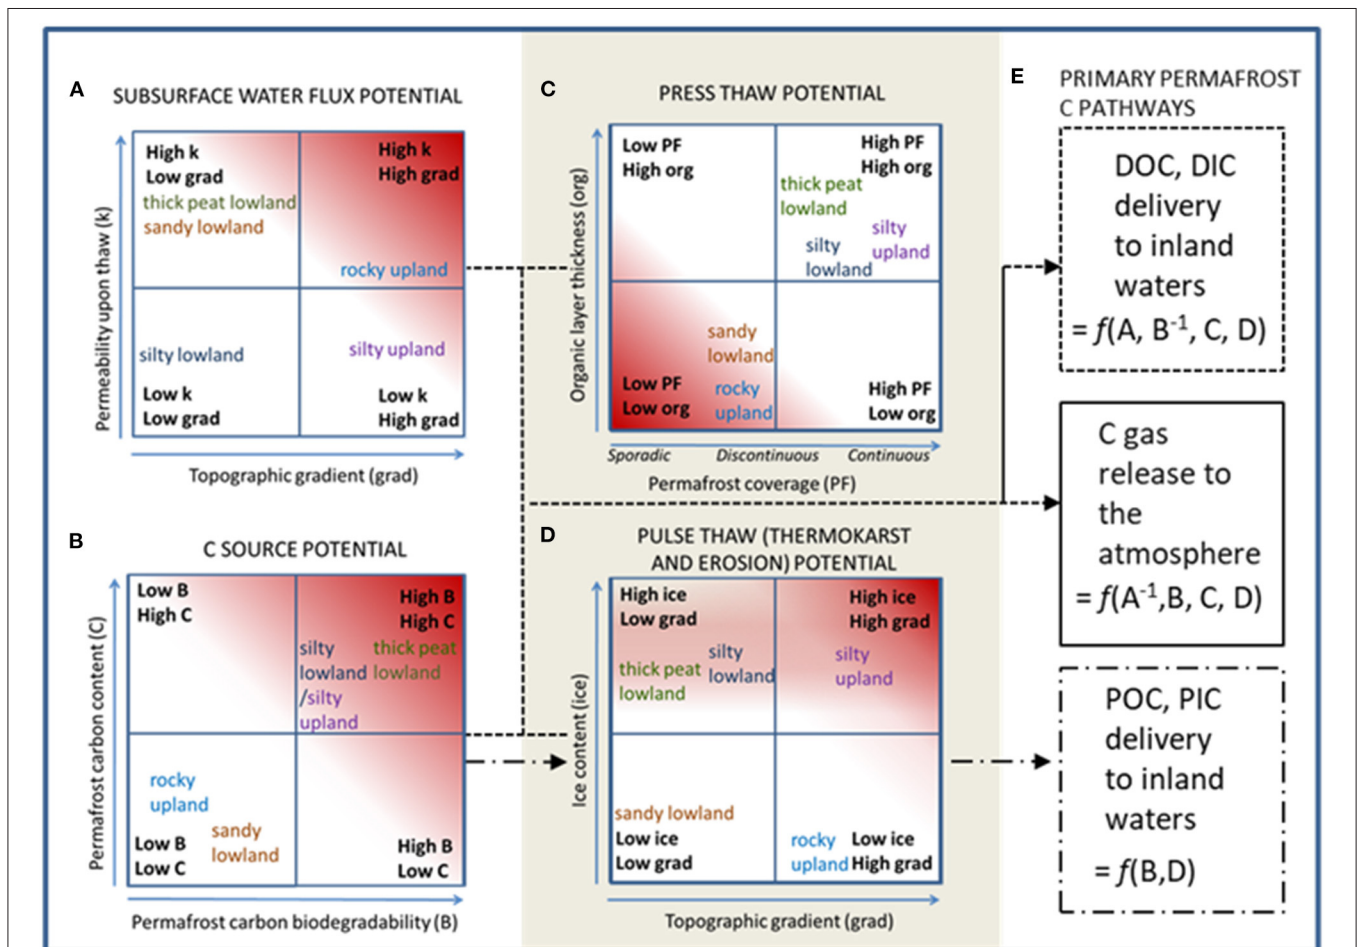 A
SUBSURFACE WATER FLUX POTENTIAL
Permeability upon thaw (k)
High k
Low grad
thick peat lowland
sandy lowland
High k
High grad
rocky upland
silty lowland
Low k
Low grad
silty upland
Low k
High grad
Topographic gradient (grad)
B
C SOURCE POTENTIAL
Permafrost carbon content (C)
Low B
High C
High B
High C
silty
lowland
/silty
upland
thick peat
lowland
rocky
upland
sandy
lowland
Low B
Low C
High B
Low C
Permafrost carbon biodegradability (B)
C
PRESS THAW POTENTIAL
Organic layer thickness (org)
Low PF
High org
High PF
High org
thick peat
lowland
silty
upland
silty
lowland
sandy
lowland
Low PF
Low org
rocky
upland
High PF
Low org
Sporadic
Discontinuous
Continuous
Permafrost coverage (PF)
D
PULSE THAW (THERMOKARST
AND EROSION) POTENTIAL
Ice content (ice)
High ice
Low grad
High ice
High grad
thick peat
lowland
silty
lowland
silty
upland
sandy lowland
Low ice
Low grad
rocky
upland
Low ice
High grad
Topographic gradient (grad)
E
PRIMARY PERMAFROST
C PATHWAYS
DOC, DIC
delivery
to inland
waters
= f(A, B⁻¹, C, D)
C gas
release to
the
atmosphere
= f(A⁻¹,B, C, D)
POC, PIC
delivery
to inland
waters
= f(B,D)